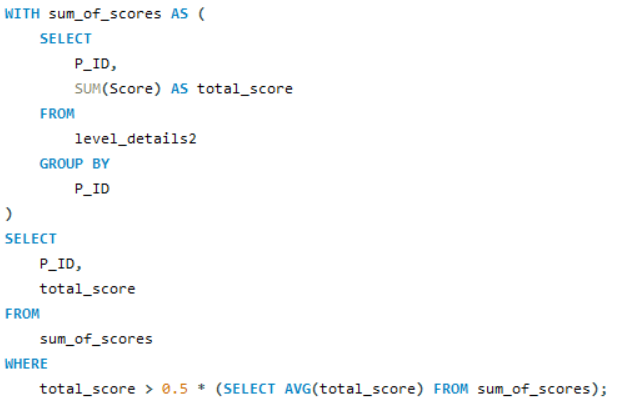 WITH sum_of_scores AS (
    SELECT
        P_ID,
        SUM(Score) AS total_score
    FROM
        level_details2
    GROUP BY
        P_ID
)
SELECT
    P_ID,
    total_score
FROM
    sum_of_scores
WHERE
    total_score > 0.5 * (SELECT AVG(total_score) FROM sum_of_scores);